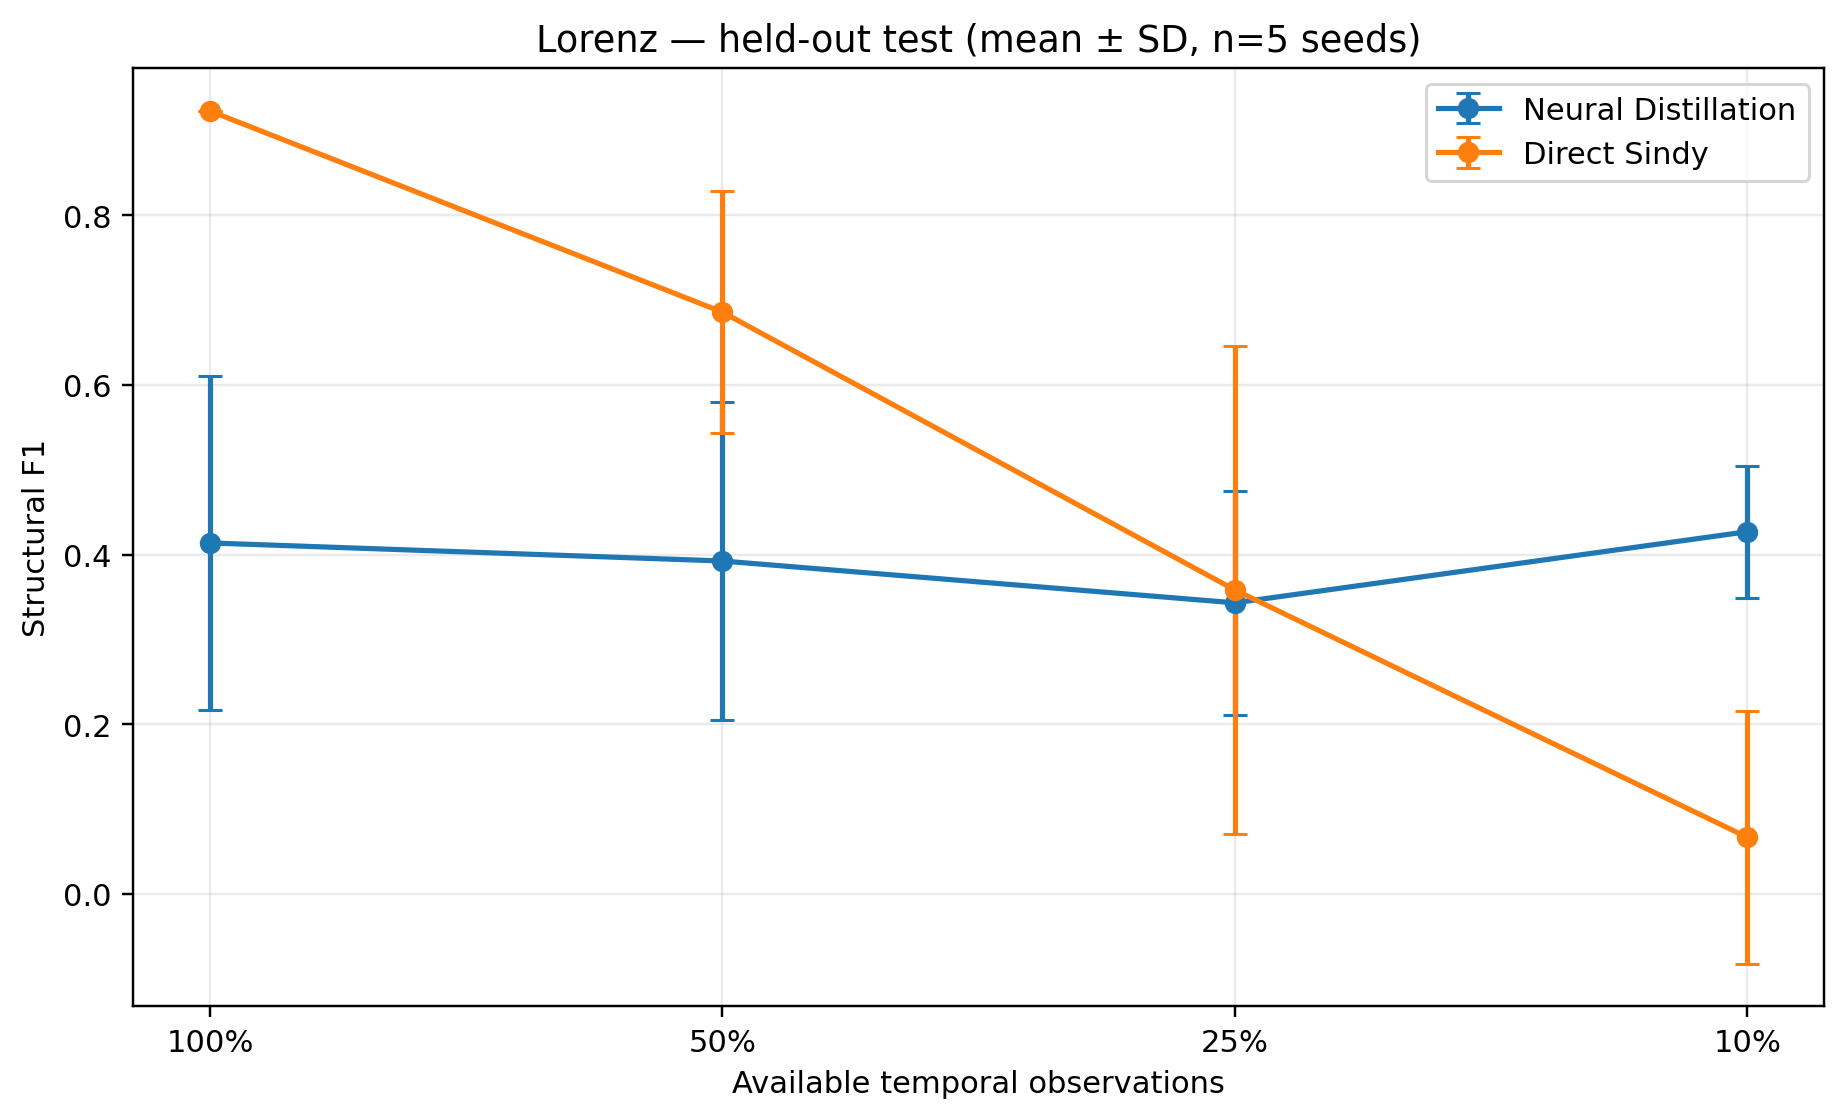 Lorenz — held-out test (mean ± SD, n=5 seeds)
Neural Distillation
Direct Sindy
Structural F1
0.8
0.6
0.4
0.2
0.0
100%
50%
25%
10%
Available temporal observations